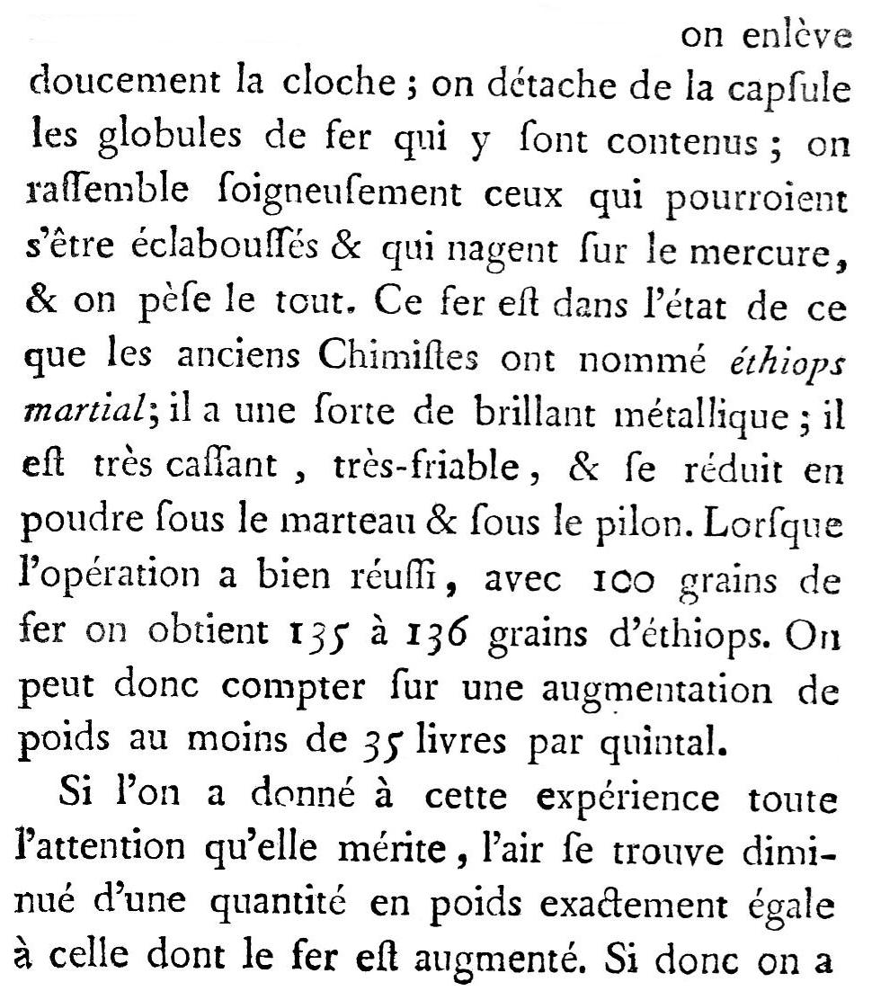 on enlève
doucement la cloche ; on détache de la capſule
les globules de fer qui y ſont contenus ; on
raſſemble ſoigneuſement ceux qui pourroient
s'être éclabouſſés & qui nagent ſur le mercure,
& on pèſe le tout. Ce fer eſt dans l'état de ce
que les anciens Chimiſtes ont nommé éthiops
martial; il a une ſorte de brillant métallique ; il
eſt très caſſant , très-friable , & ſe réduit en
poudre ſous le marteau & ſous le pilon. Lorſque
l'opération a bien réuſſi, avec 100 grains de
fer on obtient 135 à 136 grains d'éthiops. On
peut donc compter ſur une augmentation de
poids au moins de 35 livres par quintal.
Si l'on a donné à cette expérience toute
l'attention qu'elle mérite, l'air ſe trouve dimi-
nué d'une quantité en poids exactement égale
à celle dont le fer eſt augmenté. Si donc on a